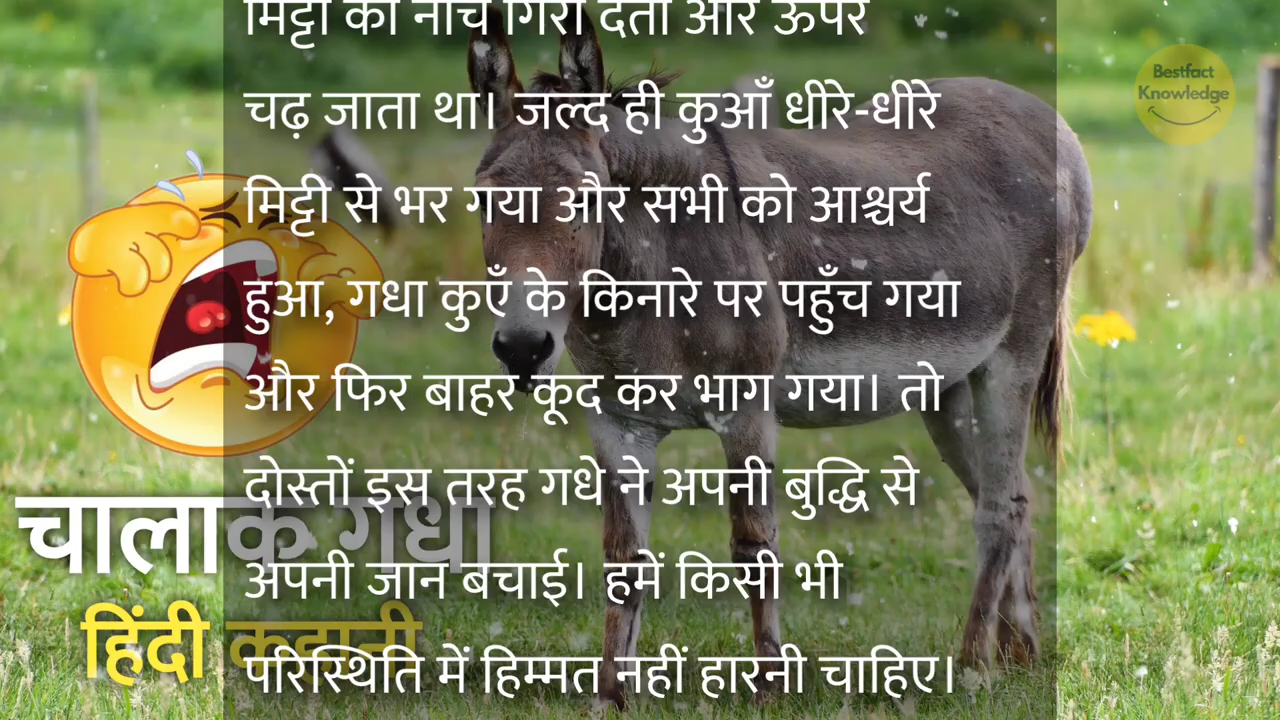 मिट्टी को नीचे गिरा देता और ऊपर
चढ़ जाता था। जल्द ही कुआँ धीरे-धीरे
मिट्टी से भर गया और सभी को आश्चर्य
हुआ, गधा कुएँ के किनारे पर पहुँच गया
और फिर बाहर कूद कर भाग गया। तो
दोस्तों इस तरह गधे ने अपनी बुद्धि से
अपनी जान बचाई। हमें किसी भी
परिस्थिति में हिम्मत नहीं हारनी चाहिए।
चालाक गधा
हिंदी कहानी
Bestfact
Knowledge